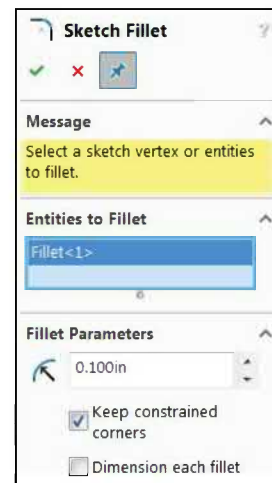 Sketch Fillet
?
Message
Select a sketch vertex or entities
to fillet.
Entities to Fillet
Fillet<1>
Fillet Parameters
0.100in
Keep constrained
corners
Dimension each fillet